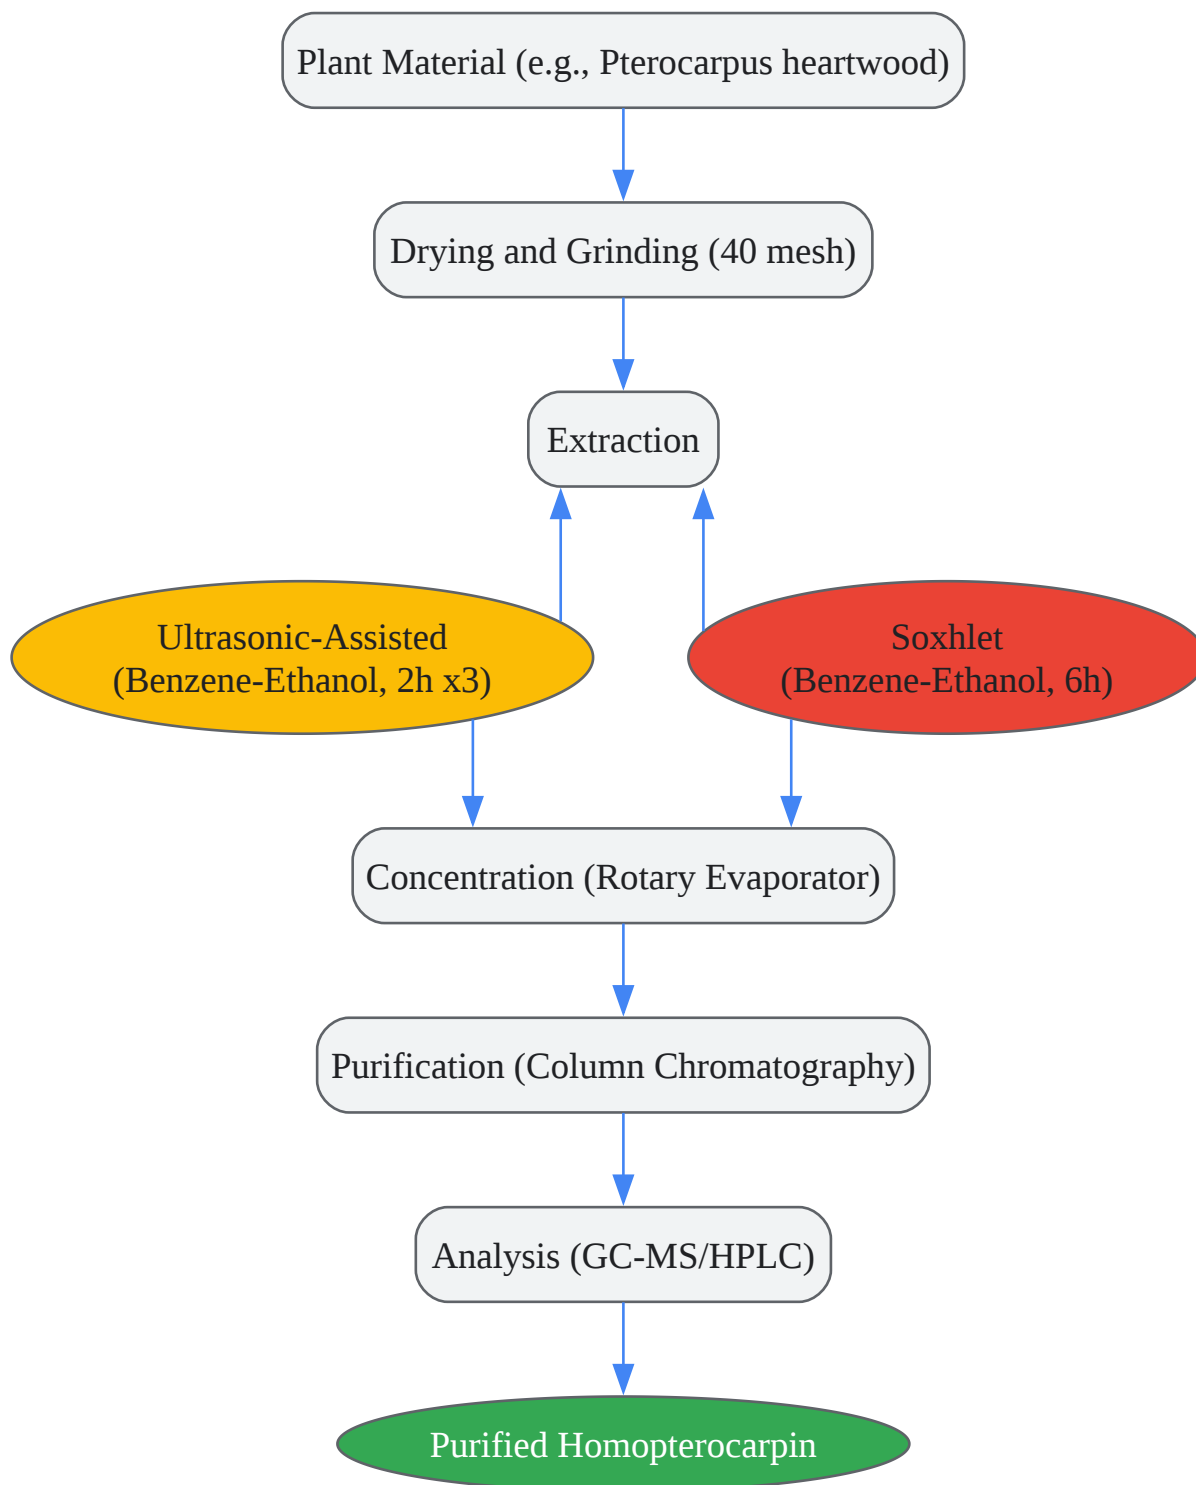 Plant Material (e.g., Pterocarpus heartwood)
Drying and Grinding (40 mesh)
Extraction
Ultrasonic-Assisted
(Benzene-Ethanol, 2h x3)
Soxhlet
(Benzene-Ethanol, 6h)
Concentration (Rotary Evaporator)
Purification (Column Chromatography)
Analysis (GC-MS/HPLC)
Purified Homopterocarpin